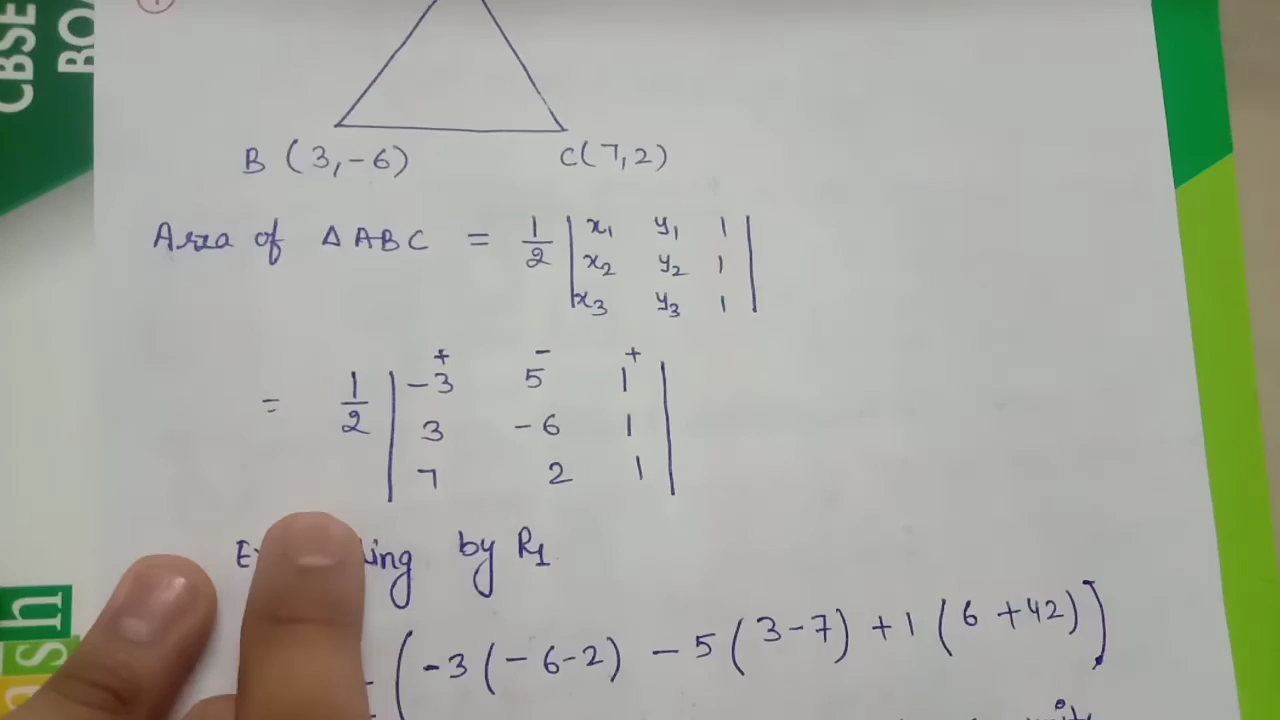 CBSE
BO
B (3,-6) C(7,2)
Area of Δ ABC = 1/2 | x₁ y₁ 1 |
| x₂ y₂ 1 |
| x₃ y₃ 1 |
+ - +
= 1/2 | -3 5 1 |
| 3 -6 1 |
| 7 2 1 |
by R1
(-3(-6-2) - 5(3-7) + 1(6+42))
sh